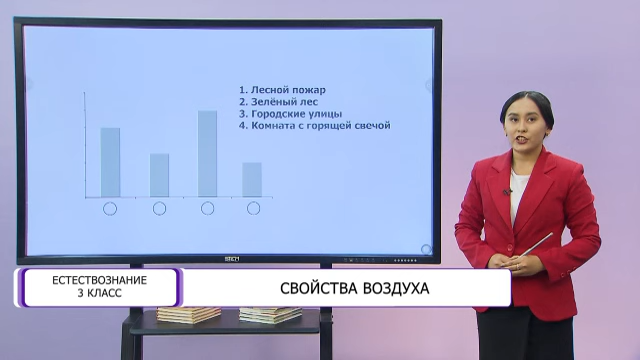 1. Лесной пожар
2. Зелёный лес
3. Городские улицы
4. Комната с горящей свечой
ЕСТЕСТВОЗНАНИЕ
3 КЛАСС
СВОЙСТВА ВОЗДУХА